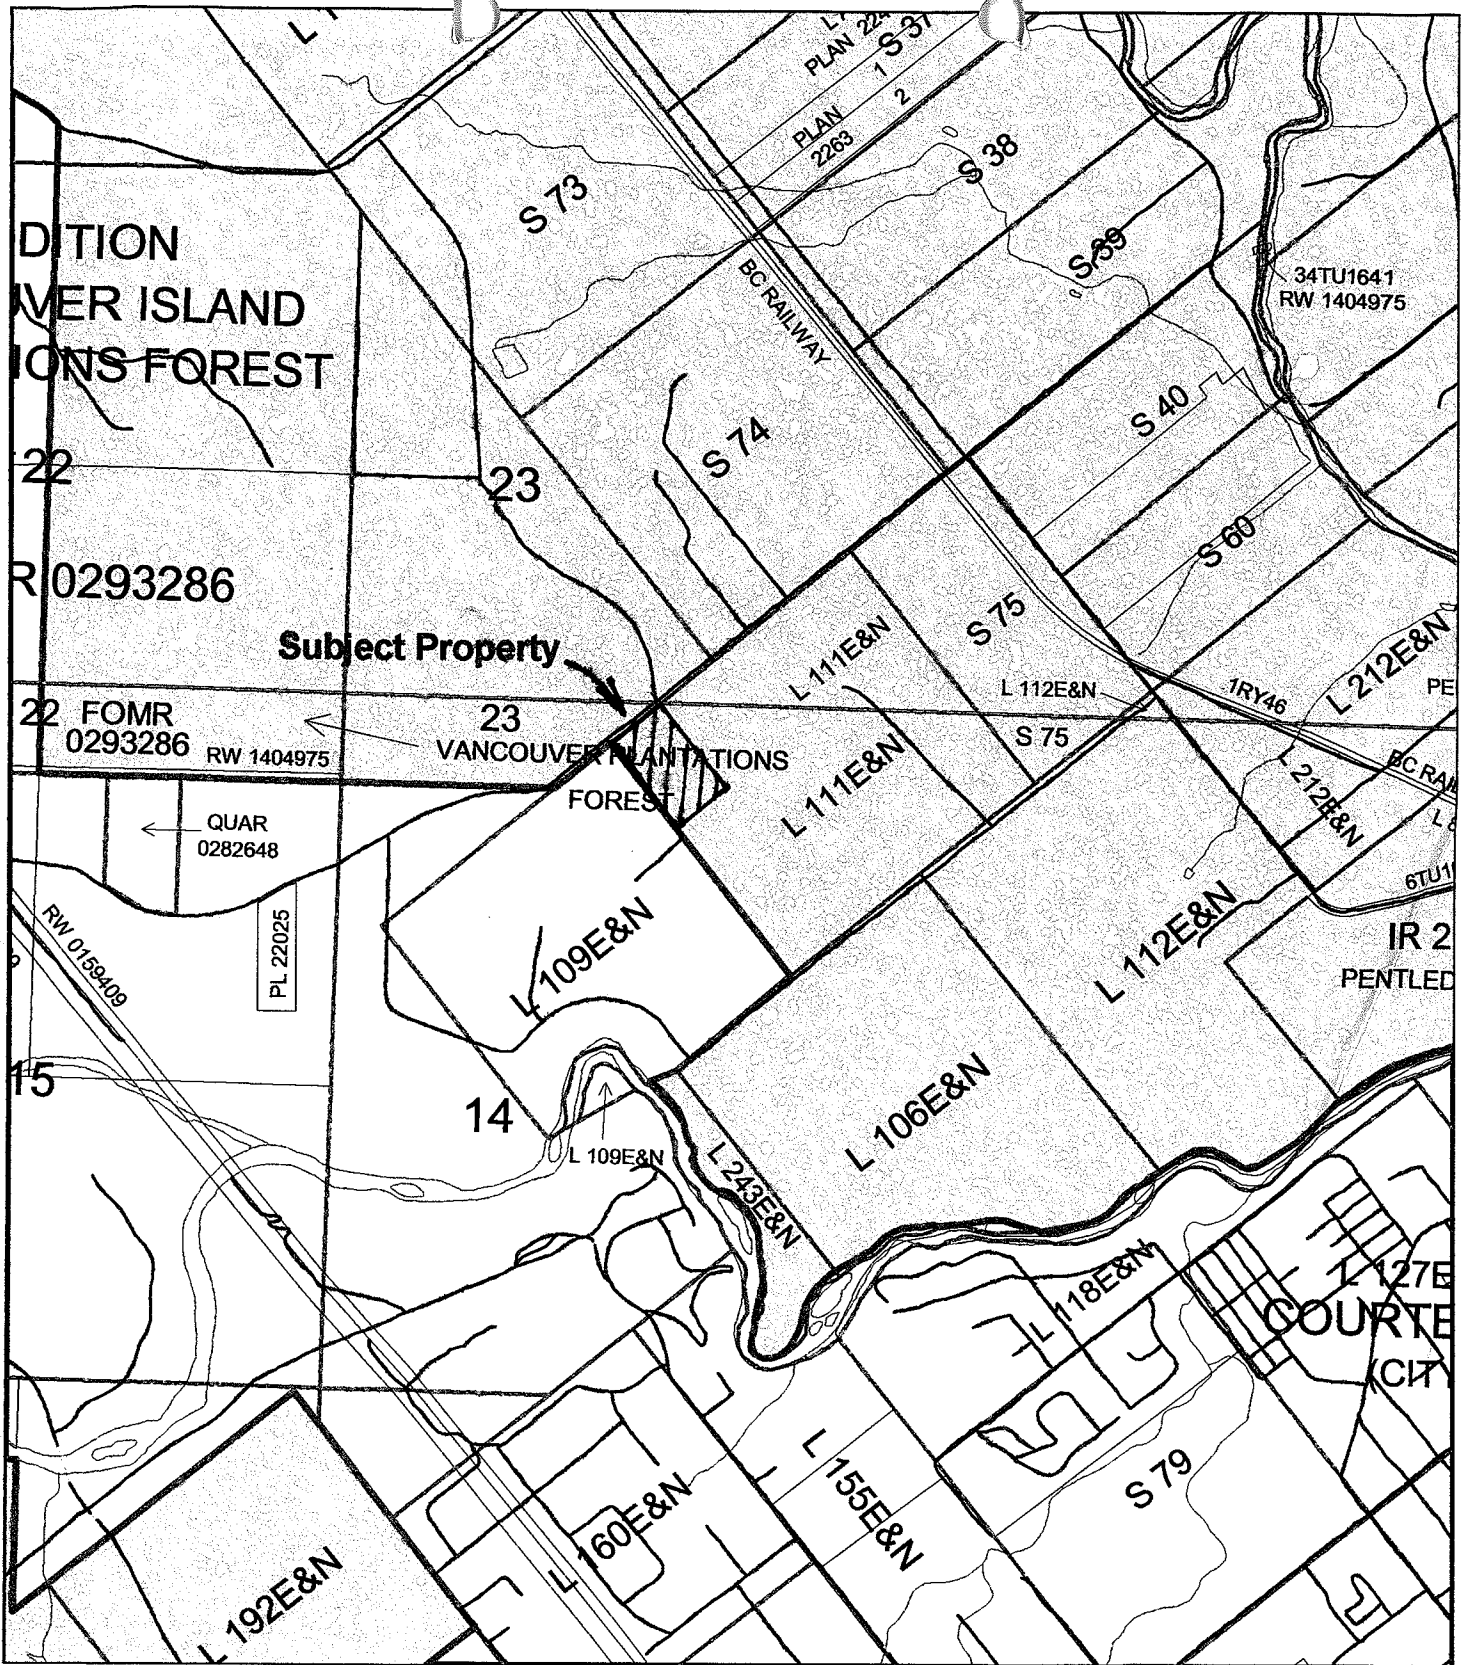 PLAN 224
S 37
1
PLAN 2
2263
S 38
S 73
S 39
DITION
VER ISLAND
IONS FOREST
BC RAILWAY
34TU1641
RW 1404975
S 40
S 74
22
23
S 60
R 0293286
Subject Property
L 111E&N
S 75
L 212E&N
L 112E&N
1RY46
PE
22
FOMR
0293286
RW 1404975
23
VANCOUVER PLANTATIONS
FOREST
S 75
L 111E&N
L 212E&N
BC RAI
QUAR
0282648
6TU1
L 109E&N
L 112E&N
IR 2
PENTLED
RW 0159409
PL 22025
15
14
L 106E&N
L 109E&N
L 243E&N
L 118E&N
L 127E
COURTE
(CITY
L 155E&N
S 79
L 160E&N
L 192E&N